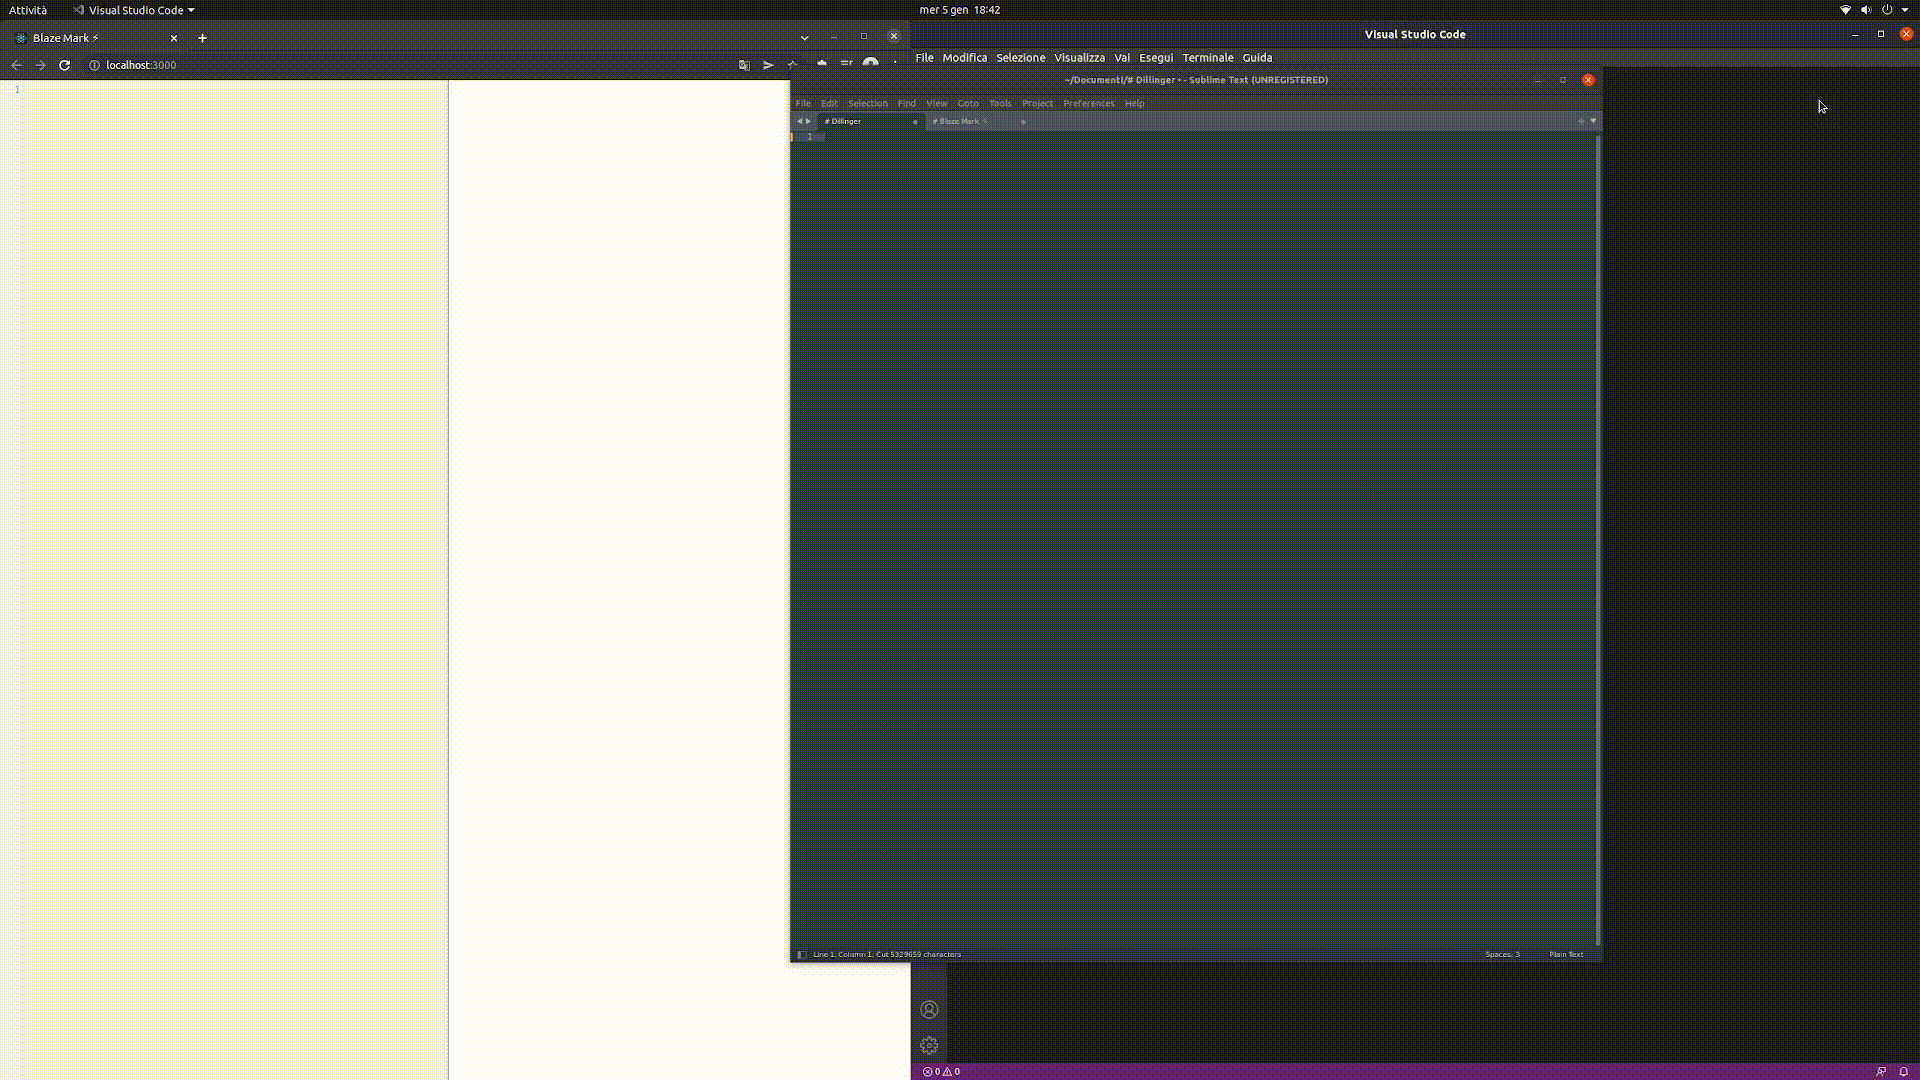 Attività Visual Studio Code mer 5 gen 18:42
Blaze Mark ⚡
localhost:3000
1
Visual Studio Code
File Modifica Selezione Visualizza Vai Esegui Terminale Guida
~/Documenti/# Dillinger • - Sublime Text (UNREGISTERED)
File Edit Selection Find View Goto Tools Project Preferences Help
# Dillinger # Blaze Mark ⚡
1
Line 1, Column 1; Cut 5329659 characters Spaces: 3 Plain Text
0 0